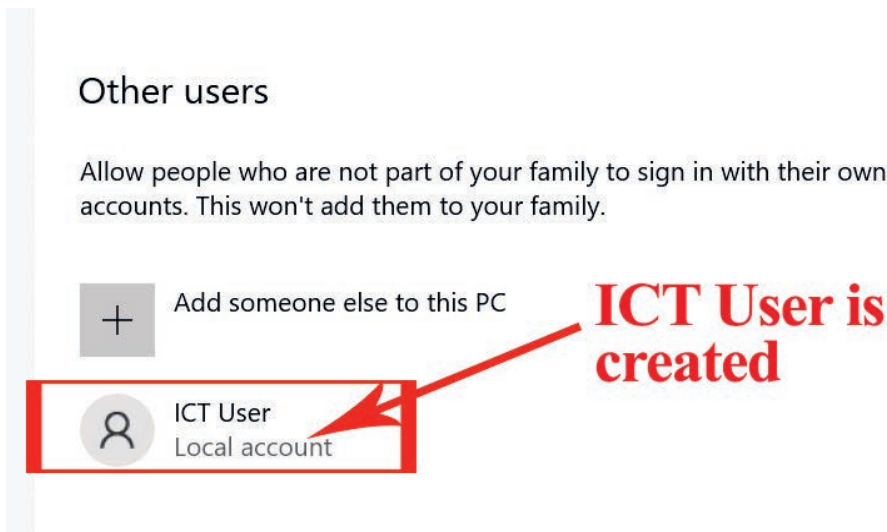 Other users
Allow people who are not part of your family to sign in with their own
accounts. This won't add them to your family.
Add someone else to this PC
ICT User is
created
ICT User
Local account